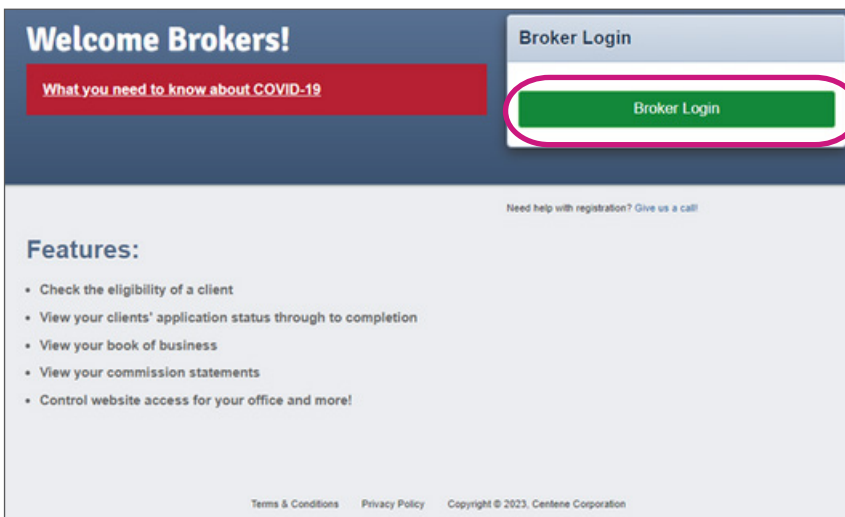 Welcome Brokers!
What you need to know about COVID-19
Broker Login
Broker Login
Need help with registration? Give us a call!
Features:
• Check the eligibility of a client
• View your clients' application status through to completion
• View your book of business
• View your commission statements
• Control website access for your office and more!
Terms & Conditions Privacy Policy Copyright © 2023, Centene Corporation